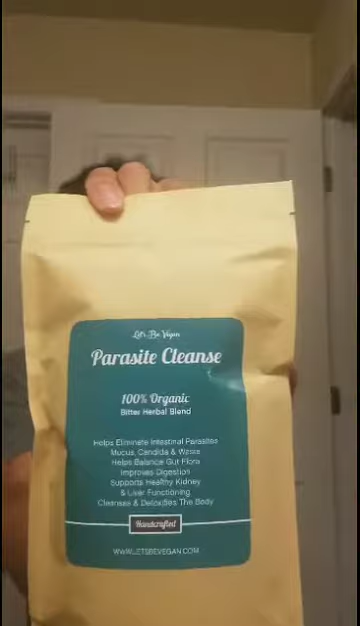 Let's Be Vegan
Parasite Cleanse
100% Organic
Bitter Herbal Blend
Helps Eliminate Intestinal Parasites
Mucus, Candida & Worms
Helps Balance Gut Flora
Improves Digestion
Supports Healthy Kidney
& Liver Functioning
Cleanses & Detoxifies The Body
Handcrafted
WWW.LETSBEVEGAN.COM